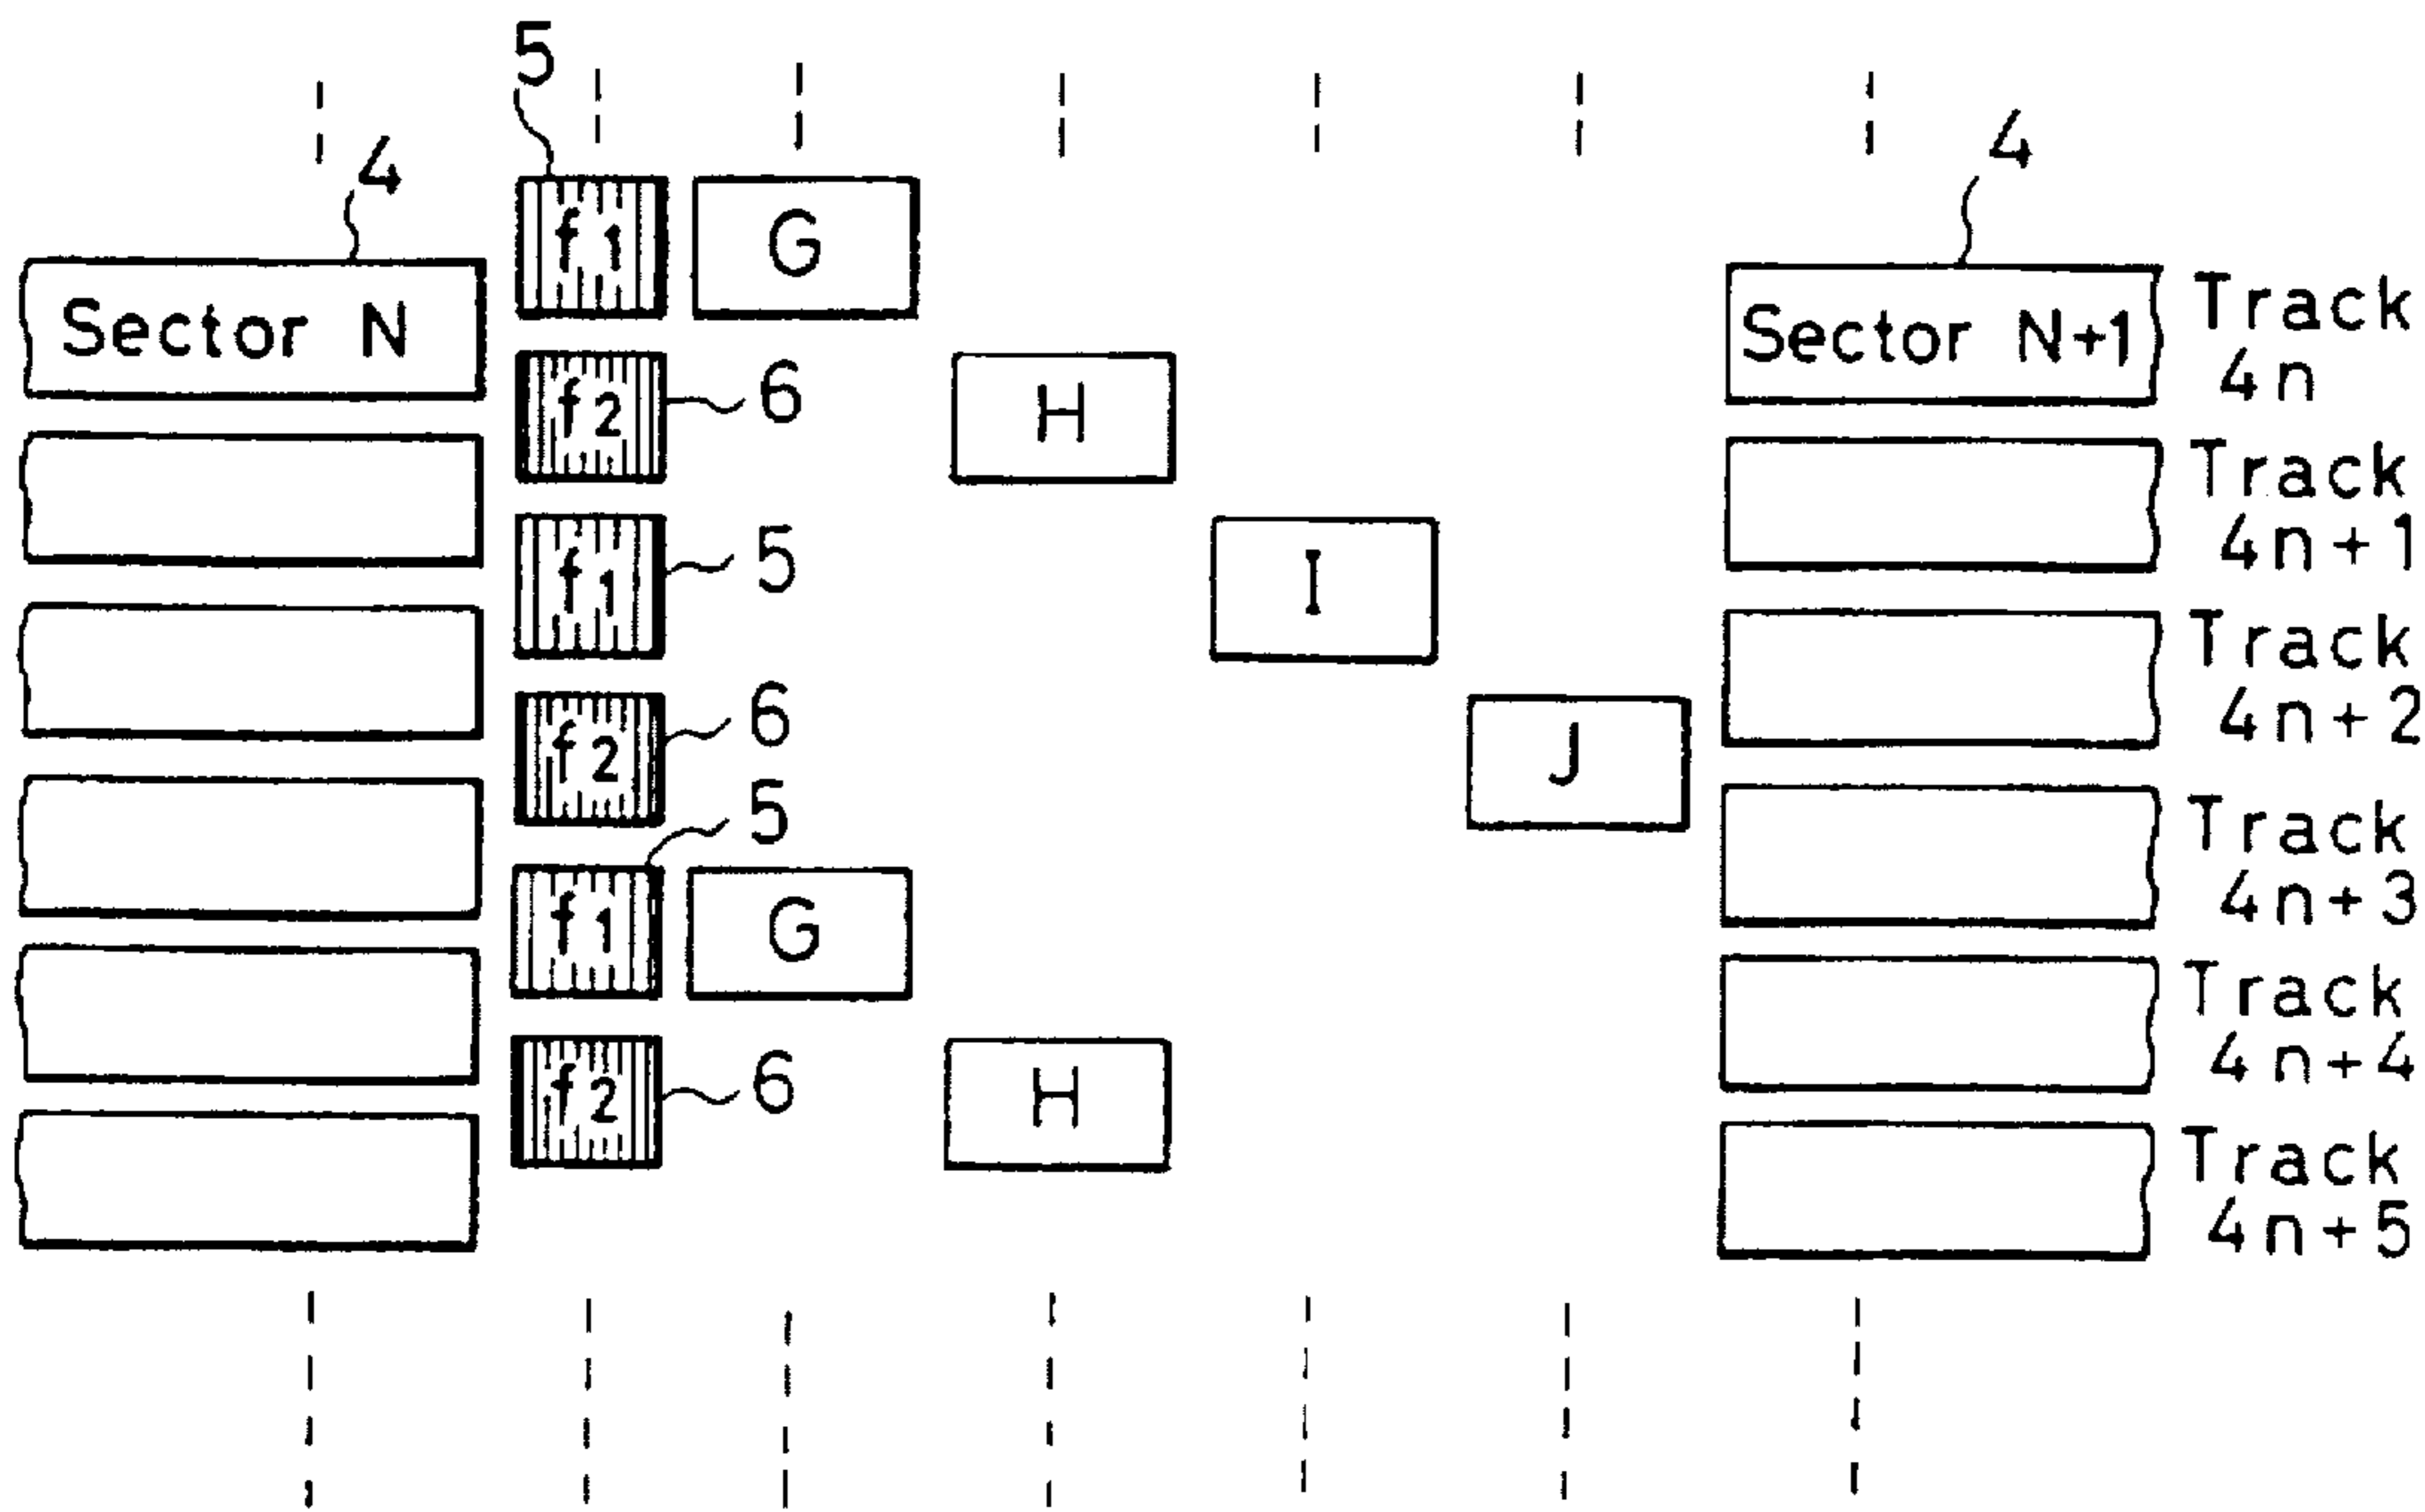 5
4
4
f1
G
Sector N
Sector N+1
Track
4n
f2
6
H
Track
4n+1
f1
5
I
Track
4n+2
f2
6
J
5
Track
4n+3
f1
G
Track
4n+4
f2
6
H
Track
4n+5